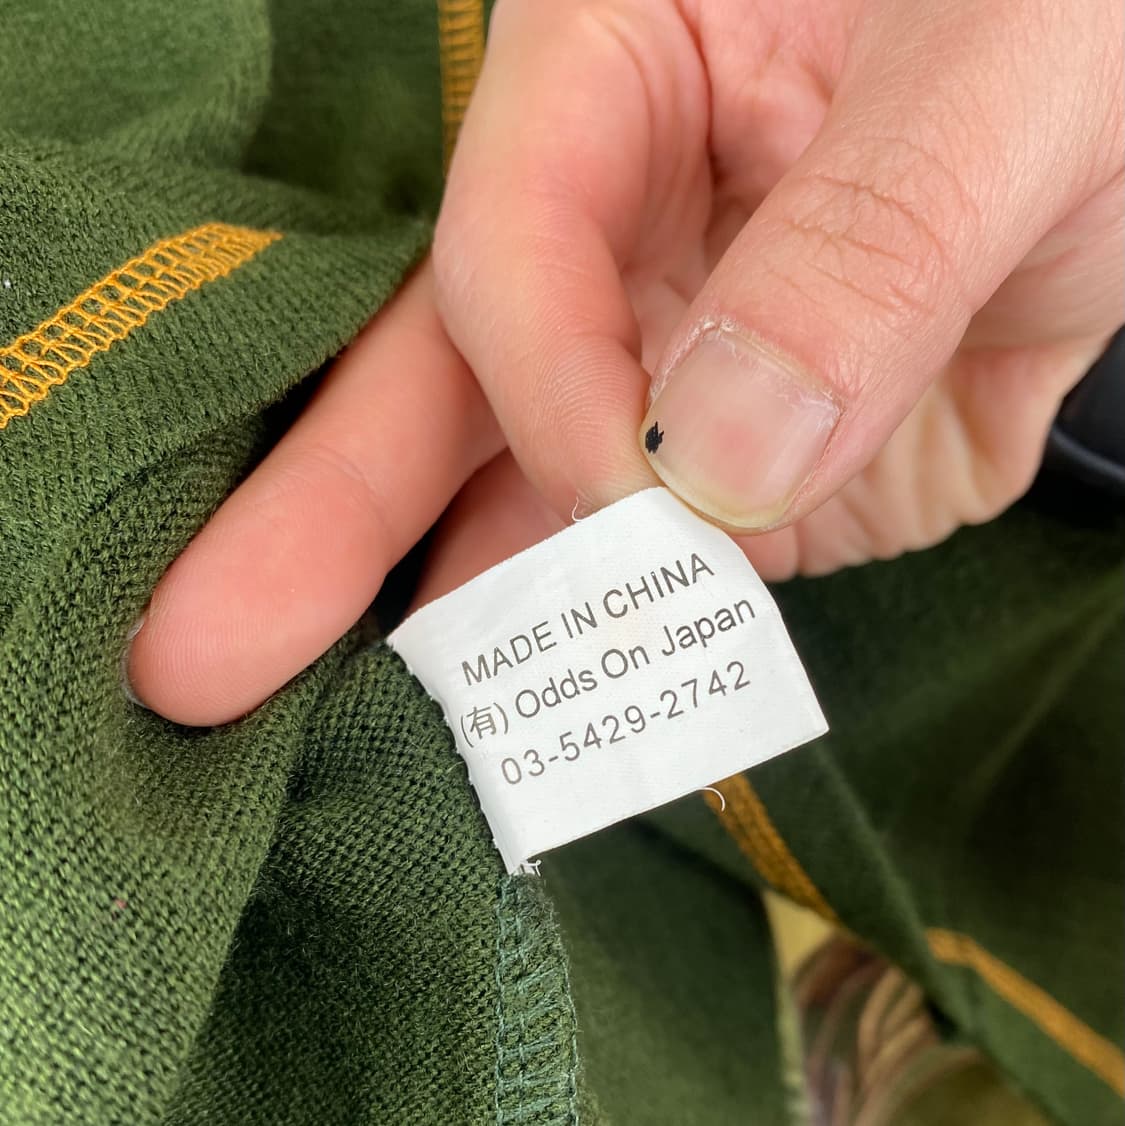 MADE IN CHiNA
(有) Odds On Japan
03-5429-2742